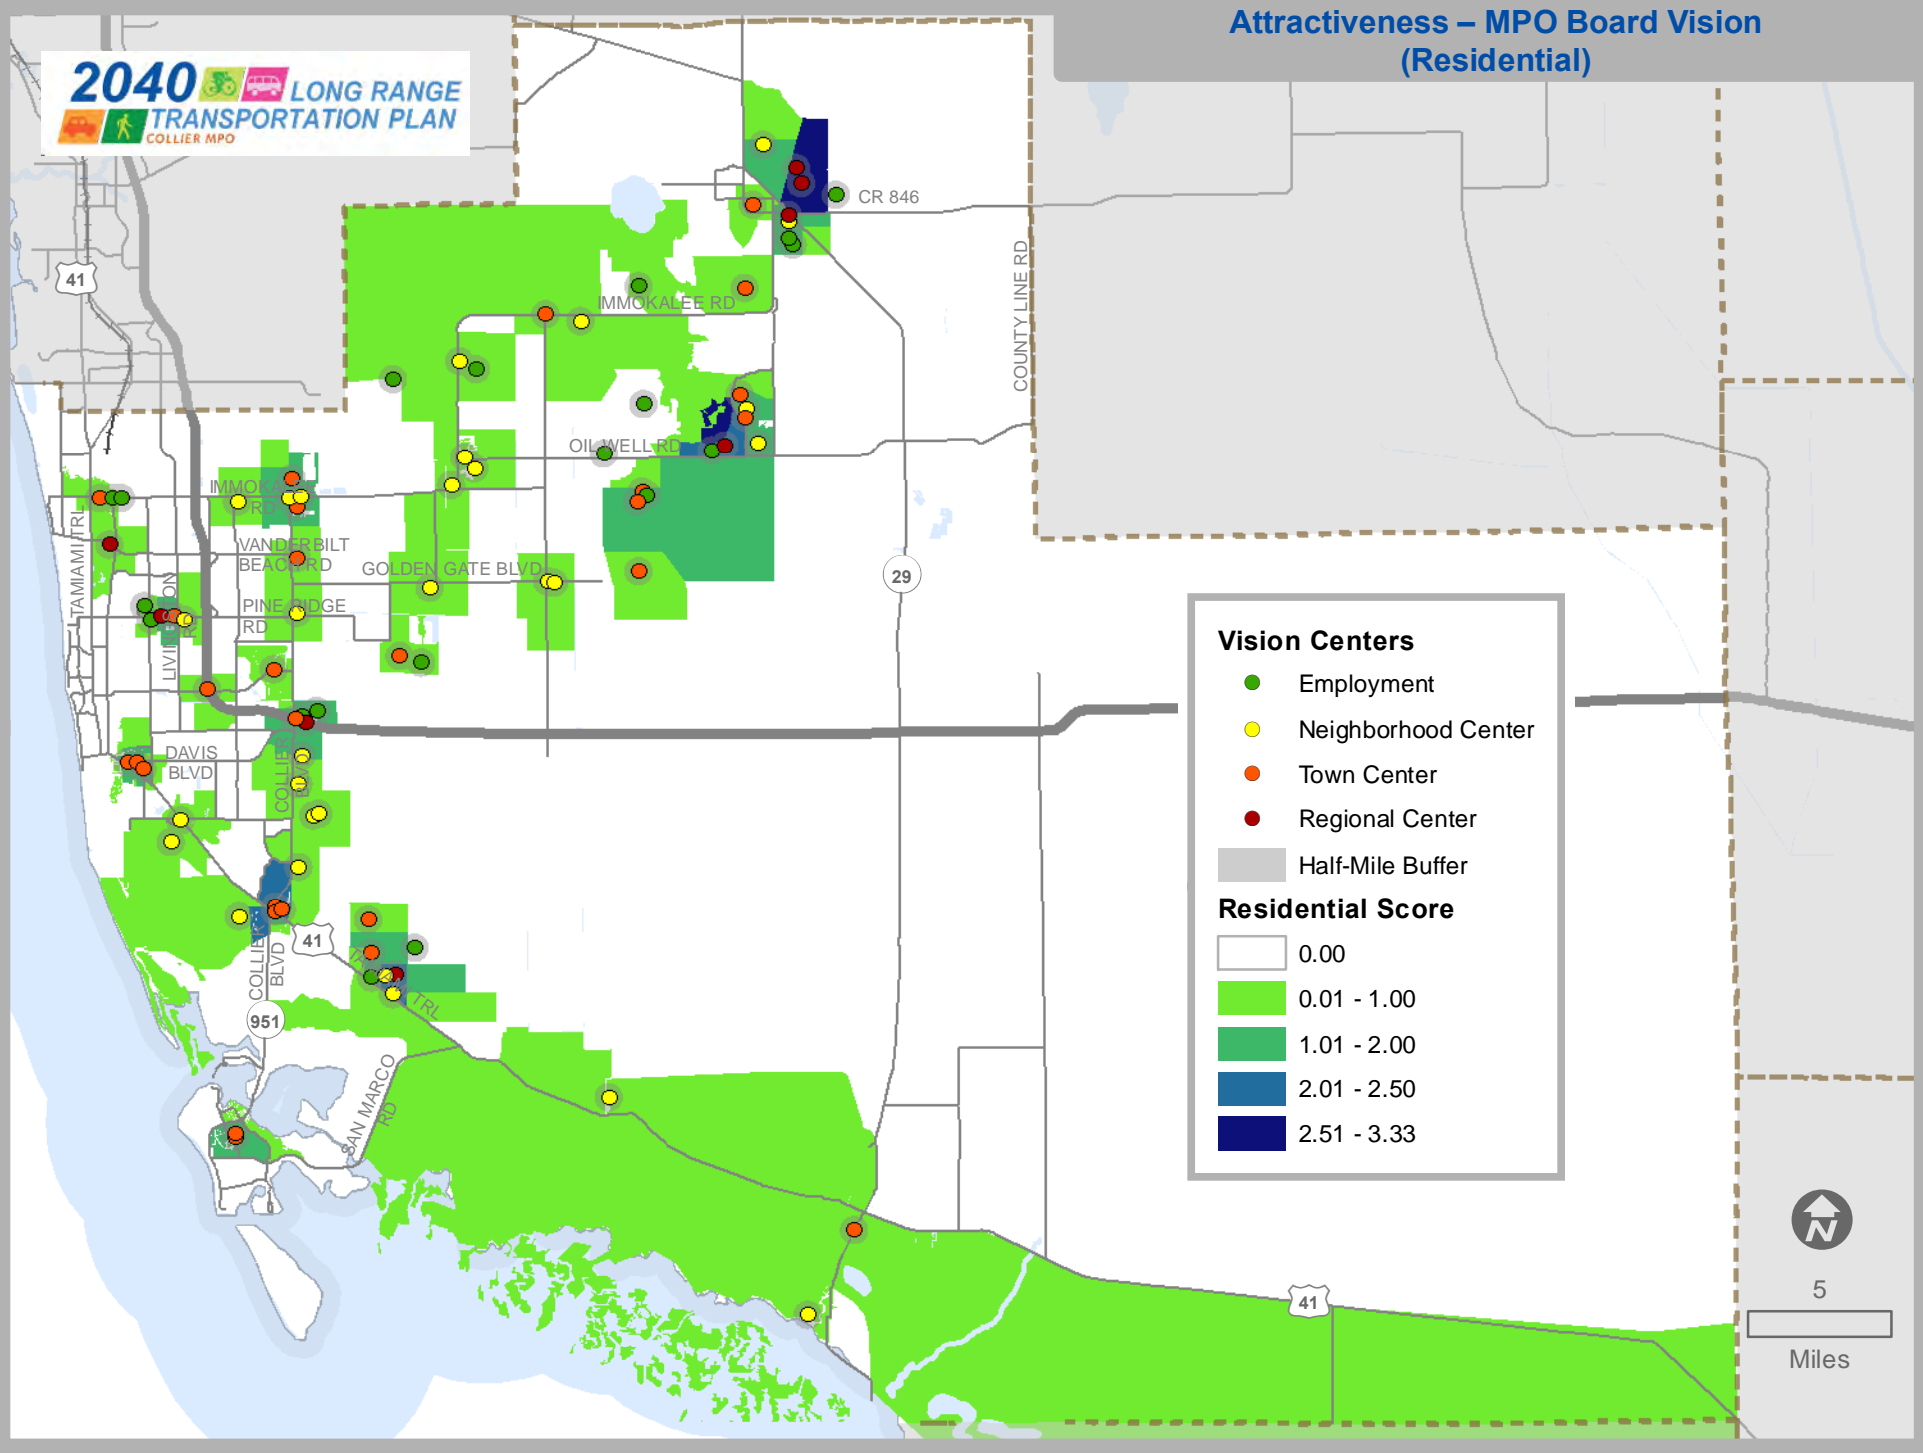 Attractiveness – MPO Board Vision
(Residential)
2040 LONG RANGE
TRANSPORTATION PLAN
COLLIER MPO
CR 846
41
COUNTY LINE RD
IMMOKALEE RD
OIL WELL RD
IMMOKALEE
RD
TAMIAMI TRL
VANDERBILT
BEACH RD
GOLDEN GATE BLVD
29
LIVINGSTON
RD
PINE RIDGE
RD
DAVIS
BLVD
COLLIER
BLVD
41
COLLIER
BLVD
TAMIAMI TRL
951
SAN MARCO
RD
41
Vision Centers
Employment
Neighborhood Center
Town Center
Regional Center
Half-Mile Buffer
Residential Score
0.00
0.01 - 1.00
1.01 - 2.00
2.01 - 2.50
2.51 - 3.33
N
5
Miles